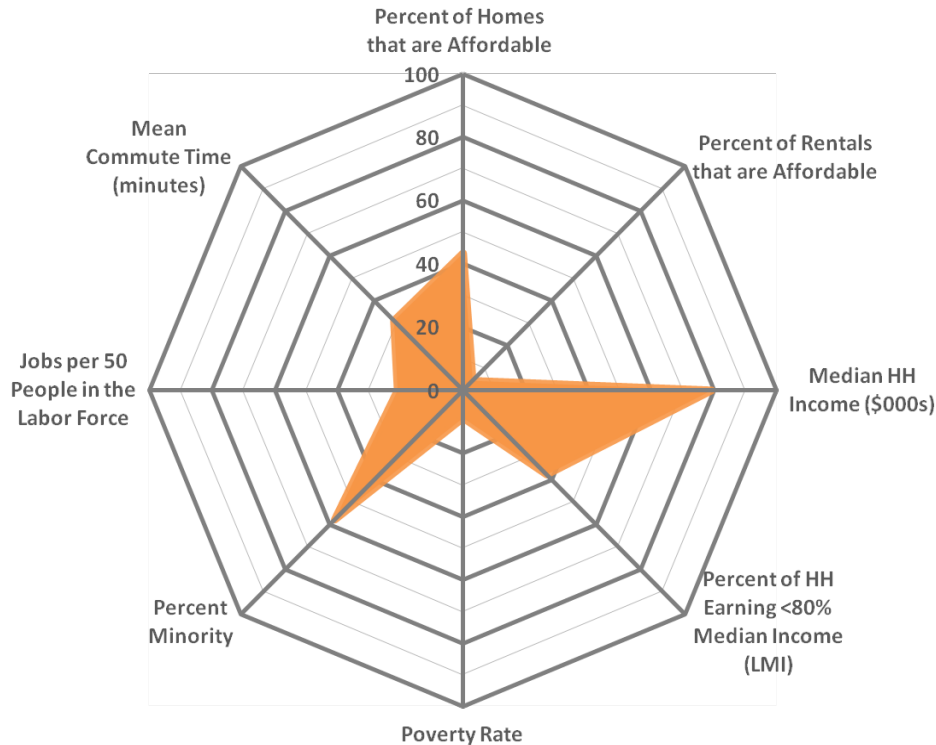 Percent of Homes
that are Affordable
100
80
60
40
20
0
Percent of Rentals
that are Affordable
Median HH
Income ($000s)
Percent of HH
Earning <80%
Median Income
(LMI)
Poverty Rate
Percent
Minority
Jobs per 50
People in the
Labor Force
Mean
Commute Time
(minutes)